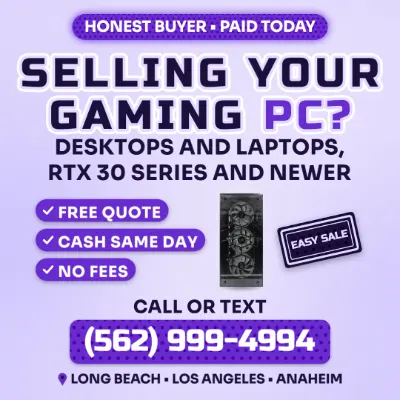 HONEST BUYER • PAID TODAY
SELLING YOUR
GAMING PC?
DESKTOPS AND LAPTOPS,
RTX 30 SERIES AND NEWER
FREE QUOTE
CASH SAME DAY
NO FEES
EASY SALE
CALL OR TEXT
(562) 999-4994
LONG BEACH • LOS ANGELES • ANAHEIM